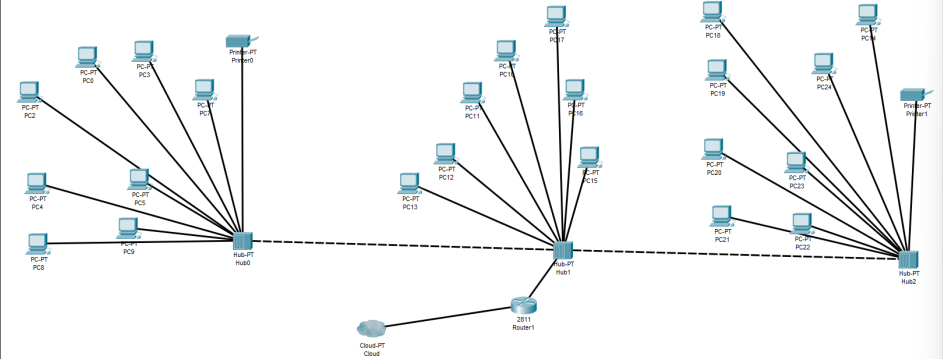 PC-PT
PC2
PC-PT
PC0
PC-PT
PC3
Printer-PT
Printer0
PC-PT
PC7
PC-PT
PC4
PC-PT
PC5
PC-PT
PC8
PC-PT
PC9
Hub-PT
Hub0
PC-PT
PC17
PC-PT
PC10
PC-PT
PC11
PC-PT
PC16
PC-PT
PC12
PC-PT
PC15
PC-PT
PC13
Hub-PT
Hub1
2811
Router1
Cloud-PT
Cloud
PC-PT
PC18
PC-PT
PC14
PC-PT
PC19
PC-PT
PC24
Printer-PT
Printer1
PC-PT
PC20
PC-PT
PC23
PC-PT
PC21
PC-PT
PC22
Hub-PT
Hub2